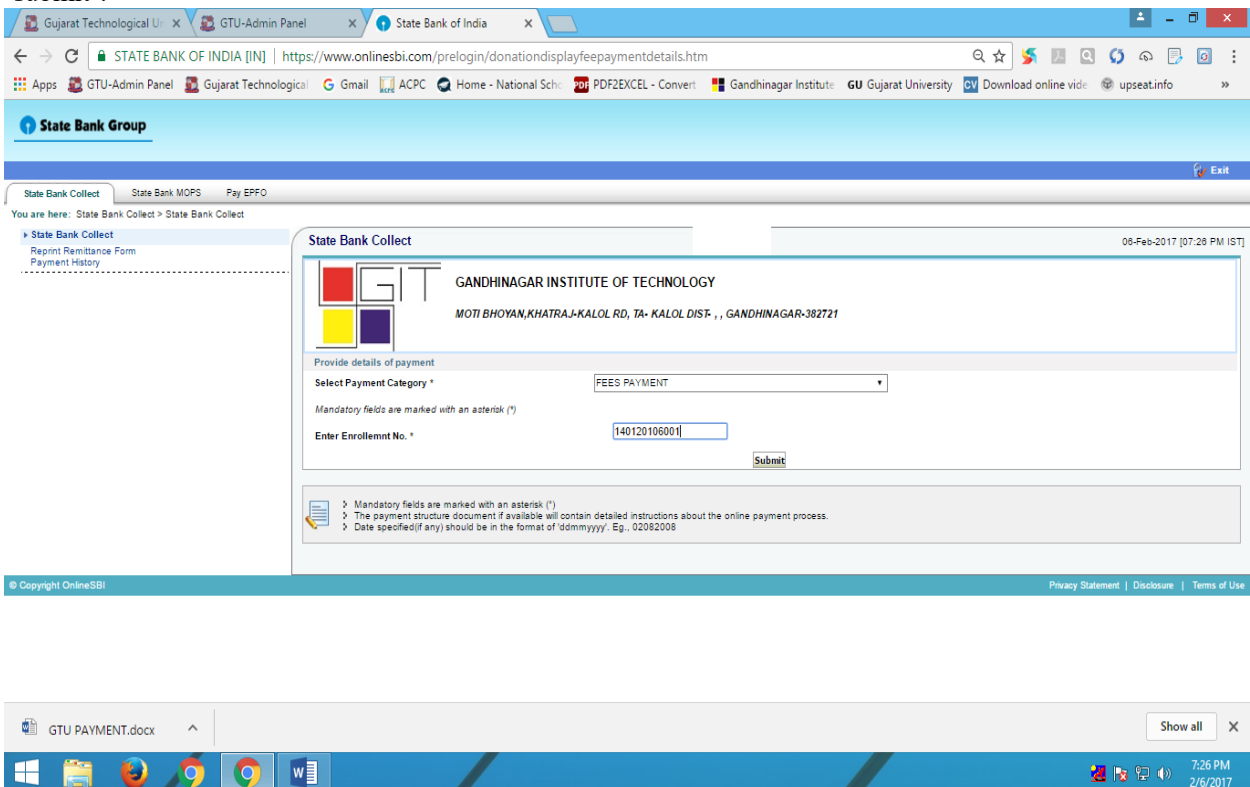 Gujarat Technological Un
GTU-Admin Panel
State Bank of India
STATE BANK OF INDIA [IN] | https://www.onlinesbi.com/prelogin/donationdisplayfeepaymentdetails.htm
Apps GTU-Admin Panel Gujarat Technological Gmail ACPC Home - National Scho PDF2EXCEL - Convert Gandhinagar Institute GU Gujarat University CV Download online vide upseat.info »
State Bank Group
Exit
State Bank Collect State Bank MOPS Pay EPFO
You are here: State Bank Collect > State Bank Collect
State Bank Collect
Reprint Remittance Form
Payment History
State Bank Collect 06-Feb-2017 [07:26 PM IST]
GIT
GANDHINAGAR INSTITUTE OF TECHNOLOGY
MOTI BHOYAN,KHATRAJ-KALOL RD, TA- KALOL DIST- , , GANDHINAGAR-382721
Provide details of payment
Select Payment Category * FEES PAYMENT
Mandatory fields are marked with an asterisk (*)
Enter Enrollemnt No. * 140120106001
Submit
Mandatory fields are marked with an asterisk (*)
The payment structure document if available will contain detailed instructions about the online payment process.
Date specified(if any) should be in the format of 'ddmmyyyy'. Eg., 02082008
© Copyright OnlineSBI Privacy Statement | Disclosure | Terms of Use
GTU PAYMENT.docx Show all
7:26 PM
2/6/2017